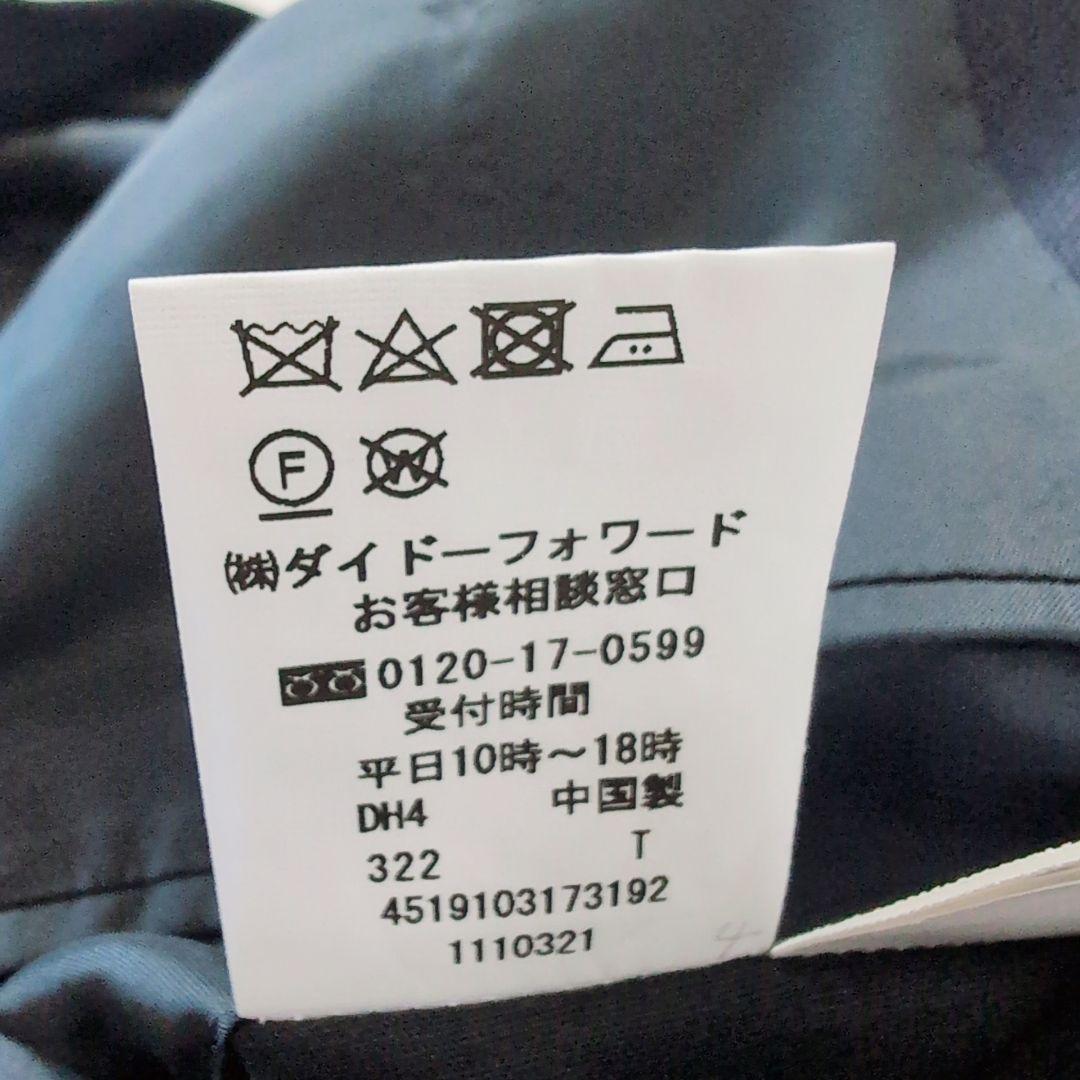 F W
㈱ダイドーフォワード
お客様相談窓口
0120-17-0599
受付時間
平日10時～18時
DH4 中国製
322 T
4519103173192
1110321
4